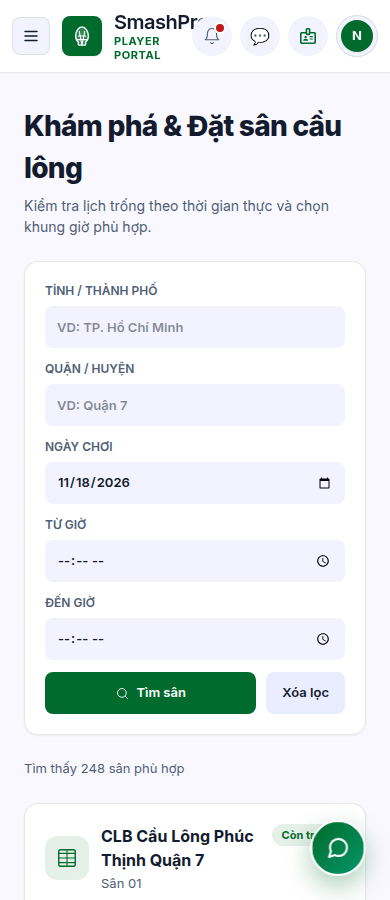 SmashPr
PLAYER
PORTAL
N
Khám phá & Đặt sân cầu
lông
Kiểm tra lịch trống theo thời gian thực và chọn
khung giờ phù hợp.
TỈNH / THÀNH PHỐ
VD: TP. Hồ Chí Minh
QUẬN / HUYỆN
VD: Quận 7
NGÀY CHƠI
11/18/2026
TỪ GIỜ
--:-- --
ĐẾN GIỜ
--:-- --
Tìm sân
Xóa lọc
Tìm thấy 248 sân phù hợp
CLB Cầu Lông Phúc
Thịnh Quận 7
Còn
Sân 01